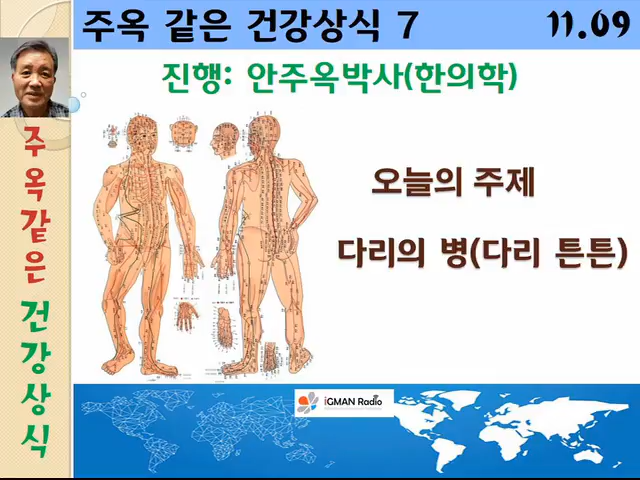 주옥 같은 건강상식 7
11.09
진행: 안주옥박사(한의학)
오늘의 주제
다리의 병(다리 튼튼)
주옥같은 건강상식
iGMAN Radio